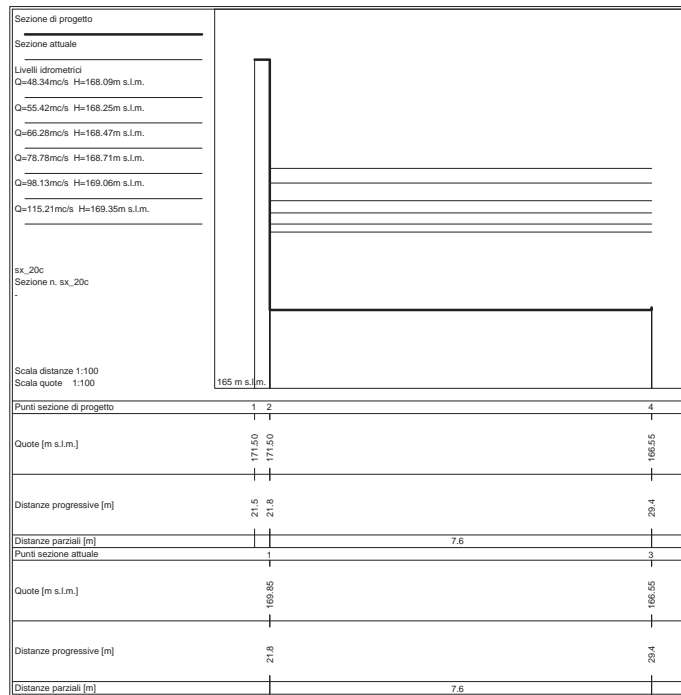 Sezione di progetto
Sezione attuale
Livelli idrometrici
Q=48.34mc/s H=168.09m s.l.m.
Q=55.42mc/s H=168.25m s.l.m.
Q=66.28mc/s H=168.47m s.l.m.
Q=78.78mc/s H=168.71m s.l.m.
Q=98.13mc/s H=169.06m s.l.m.
Q=115.21mc/s H=169.35m s.l.m.
sx_20c
Sezione n. sx_20c
-
Scala distanze 1:100
Scala quote 1:100
165 m s.l.m.
Punti sezione di progetto 1 2 4
Quote [m s.l.m.] 171.50 171.50 166.55
Distanze progressive [m] 21.5 21.8 29.4
Distanze parziali [m] 7.6
Punti sezione attuale 1 3
Quote [m s.l.m.] 169.85 166.55
Distanze progressive [m] 21.8 29.4
Distanze parziali [m] 7.6